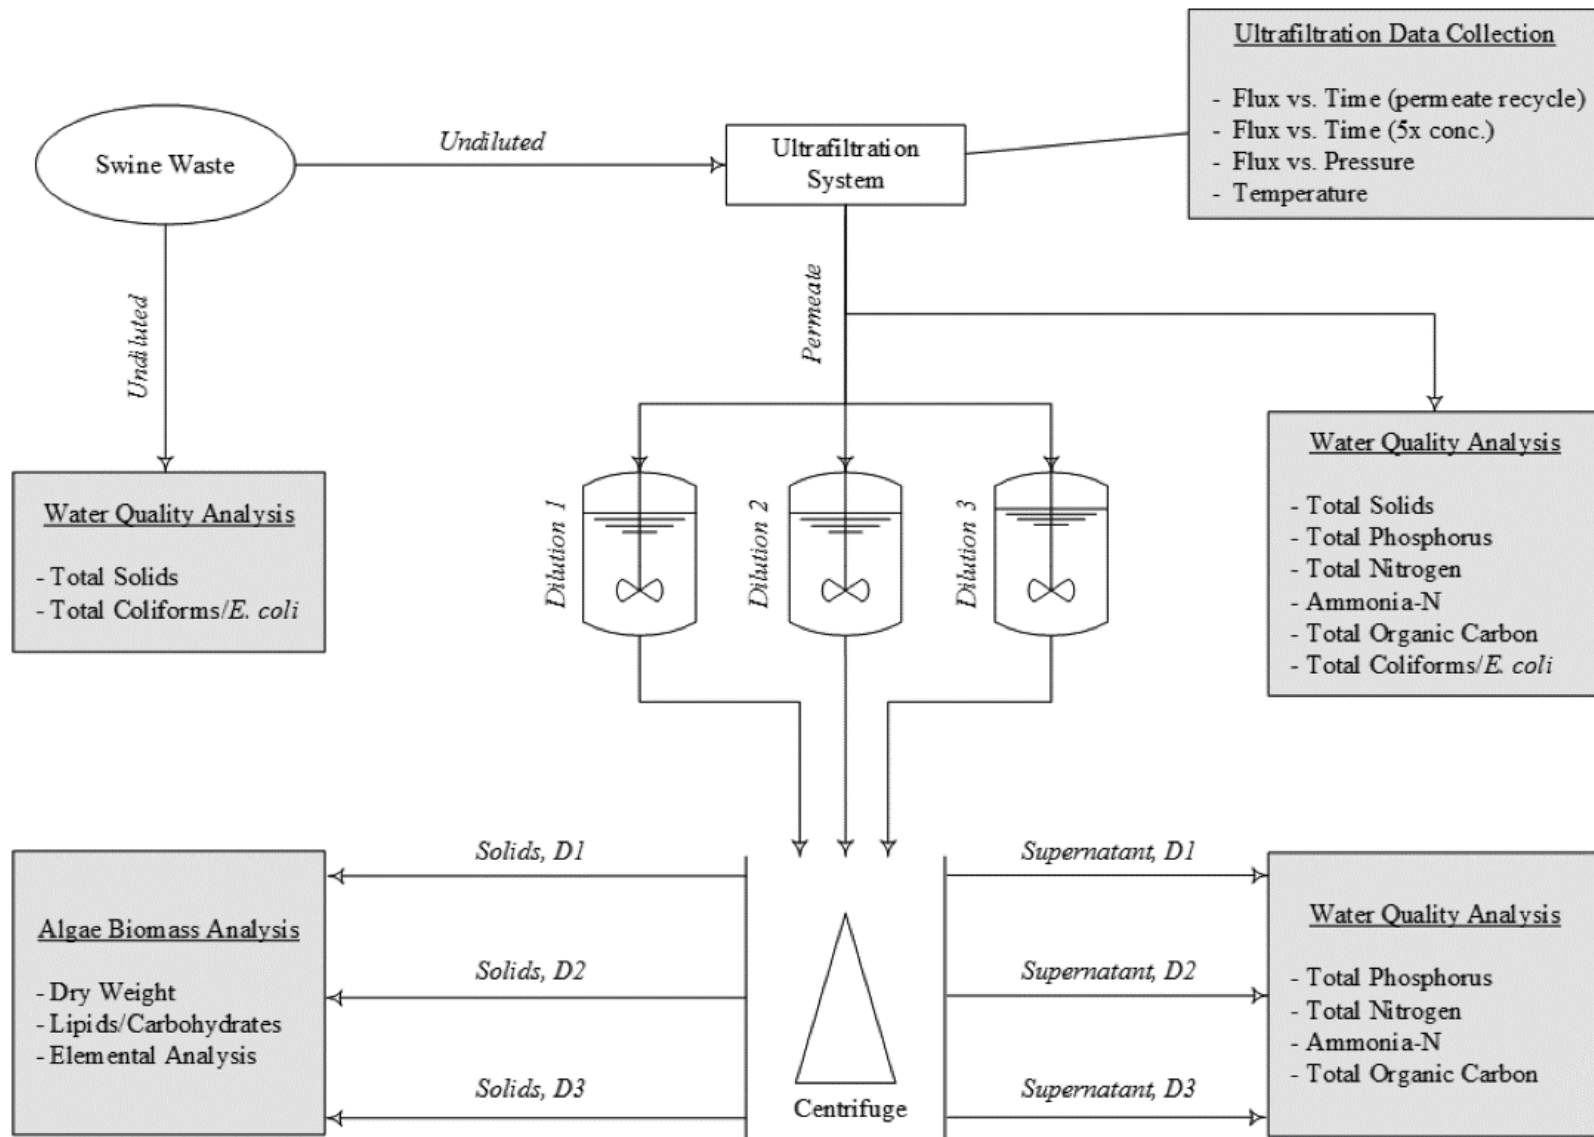 Ultrafiltration Data Collection
- Flux vs. Time (permeate recycle)
- Flux vs. Time (5x conc.)
- Flux vs. Pressure
- Temperature
Swine Waste
Undiluted
Ultrafiltration
System
Undiluted
Permeate
Water Quality Analysis
- Total Solids
- Total Coliforms/E. coli
Dilution 1
Dilution 2
Dilution 3
Water Quality Analysis
- Total Solids
- Total Phosphorus
- Total Nitrogen
- Ammonia-N
- Total Organic Carbon
- Total Coliforms/E. coli
Algae Biomass Analysis
- Dry Weight
- Lipids/Carbohydrates
- Elemental Analysis
Solids, D1
Solids, D2
Solids, D3
Centrifuge
Supernatant, D1
Supernatant, D2
Supernatant, D3
Water Quality Analysis
- Total Phosphorus
- Total Nitrogen
- Ammonia-N
- Total Organic Carbon